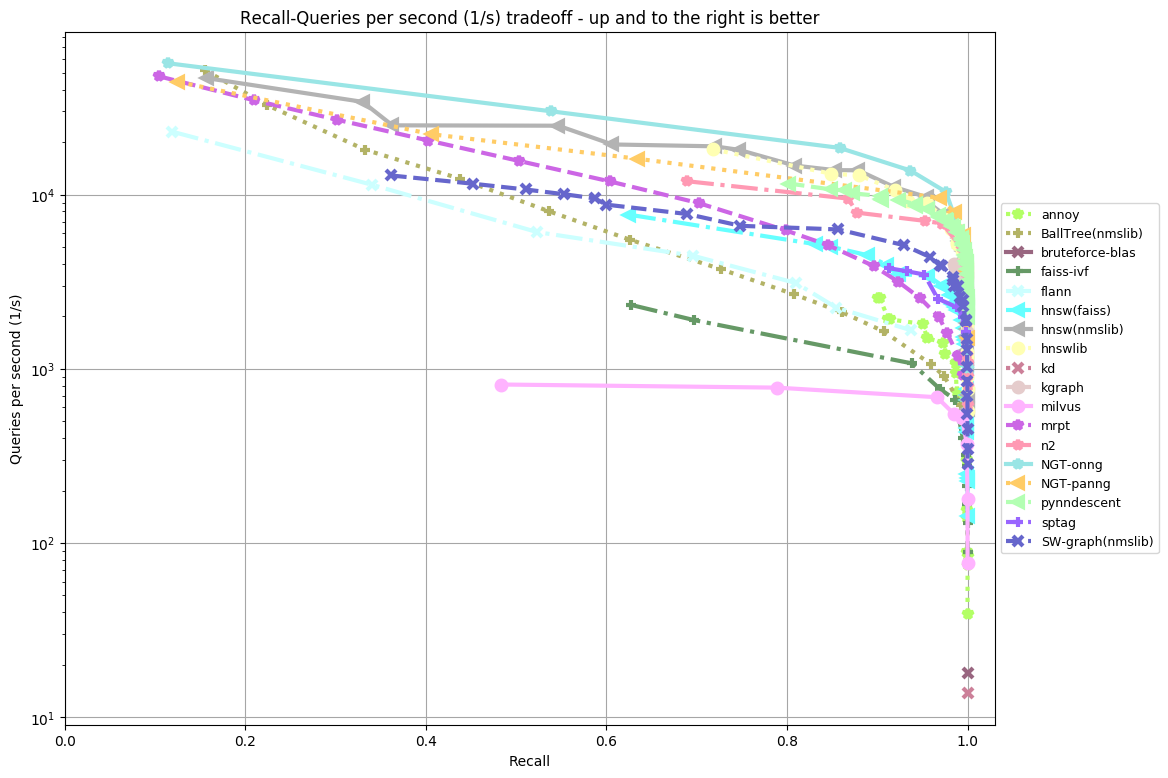 Recall-Queries per second (1/s) tradeoff - up and to the right is better
Queries per second (1/s)
10^4
10^3
10^2
10^1
0.0 0.2 0.4 0.6 0.8 1.0
Recall
annoy
BallTree(nmslib)
bruteforce-blas
faiss-ivf
flann
hnsw(faiss)
hnsw(nmslib)
hnswlib
kd
kgraph
milvus
mrpt
n2
NGT-onng
NGT-panng
pynndescent
sptag
SW-graph(nmslib)